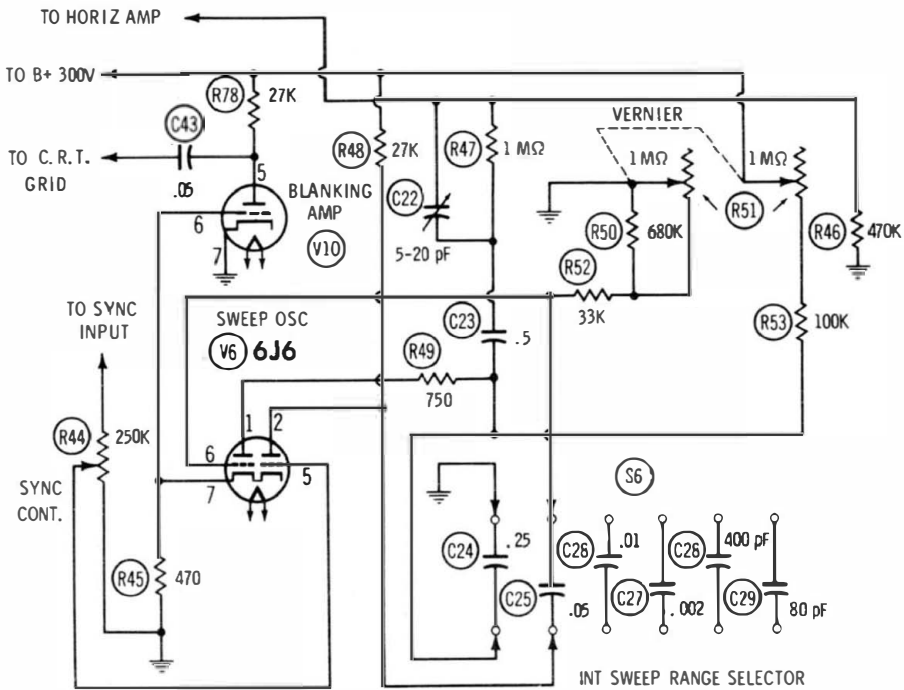 TO HORIZ AMP
TO B+ 300V
R78
27K
C43
TO C.R.T.
GRID
.05
5
6
7
BLANKING
AMP
V10
R48
27K
C22
5-20 pF
R47
1 MΩ
VERNIER
1 MΩ
1 MΩ
R51
R50
680K
R46
470K
R52
33K
C23
.5
R53
100K
TO SYNC
INPUT
SWEEP OSC
V6 6J6
R49
750
R44
250K
SYNC
CONT.
1
2
6
7
5
R45
470
S6
C24
.25
C25
.05
C26
.01
C27
.002
C28
400 pF
C29
80 pF
INT SWEEP RANGE SELECTOR